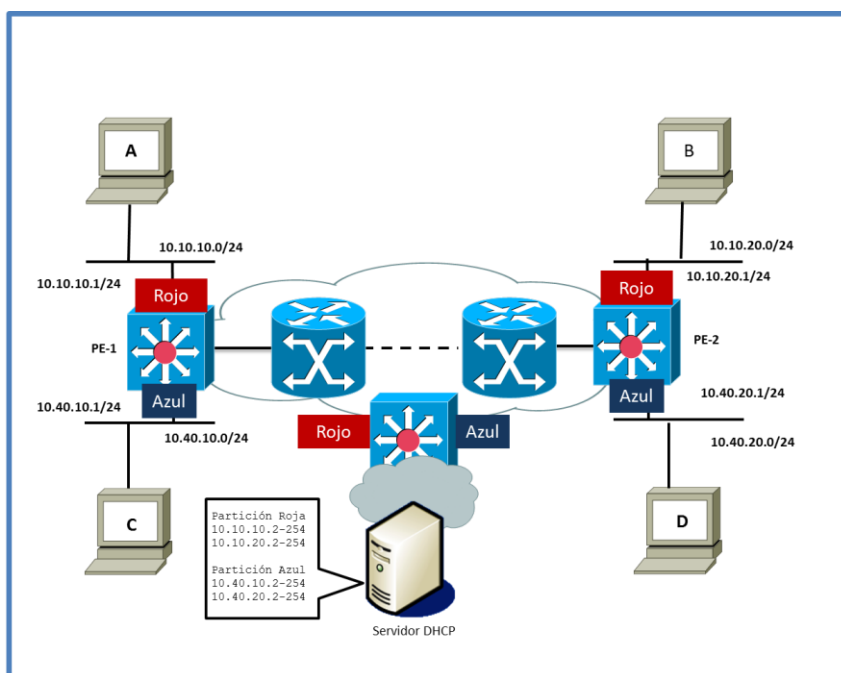 A
B
10.10.10.0/24
10.10.20.0/24
10.10.10.1/24
10.10.20.1/24
Rojo
Rojo
PE-1
PE-2
Azul
Azul
10.40.10.1/24
10.40.20.1/24
10.40.10.0/24
10.40.20.0/24
Rojo
Azul
C
D
Partición Roja
10.10.10.2-254
10.10.20.2-254
Partición Azul
10.40.10.2-254
10.40.20.2-254
Servidor DHCP